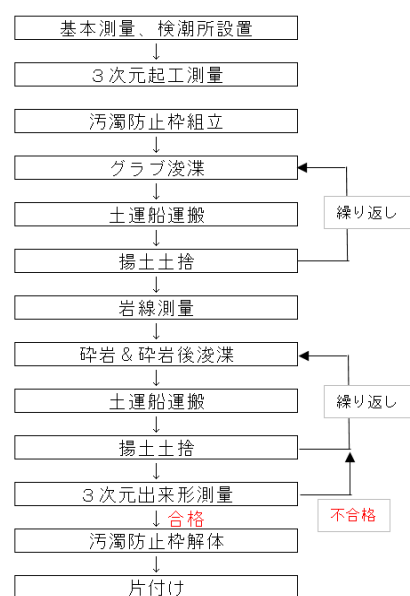 基本測量、検潮所設置
３次元起工測量
汚濁防止枠組立
グラブ浚渫
土運船運搬
繰り返し
揚土土捨
岩線測量
砕岩＆砕岩後浚渫
土運船運搬
繰り返し
揚土土捨
３次元出来形測量
不合格
合格
汚濁防止枠解体
片付け